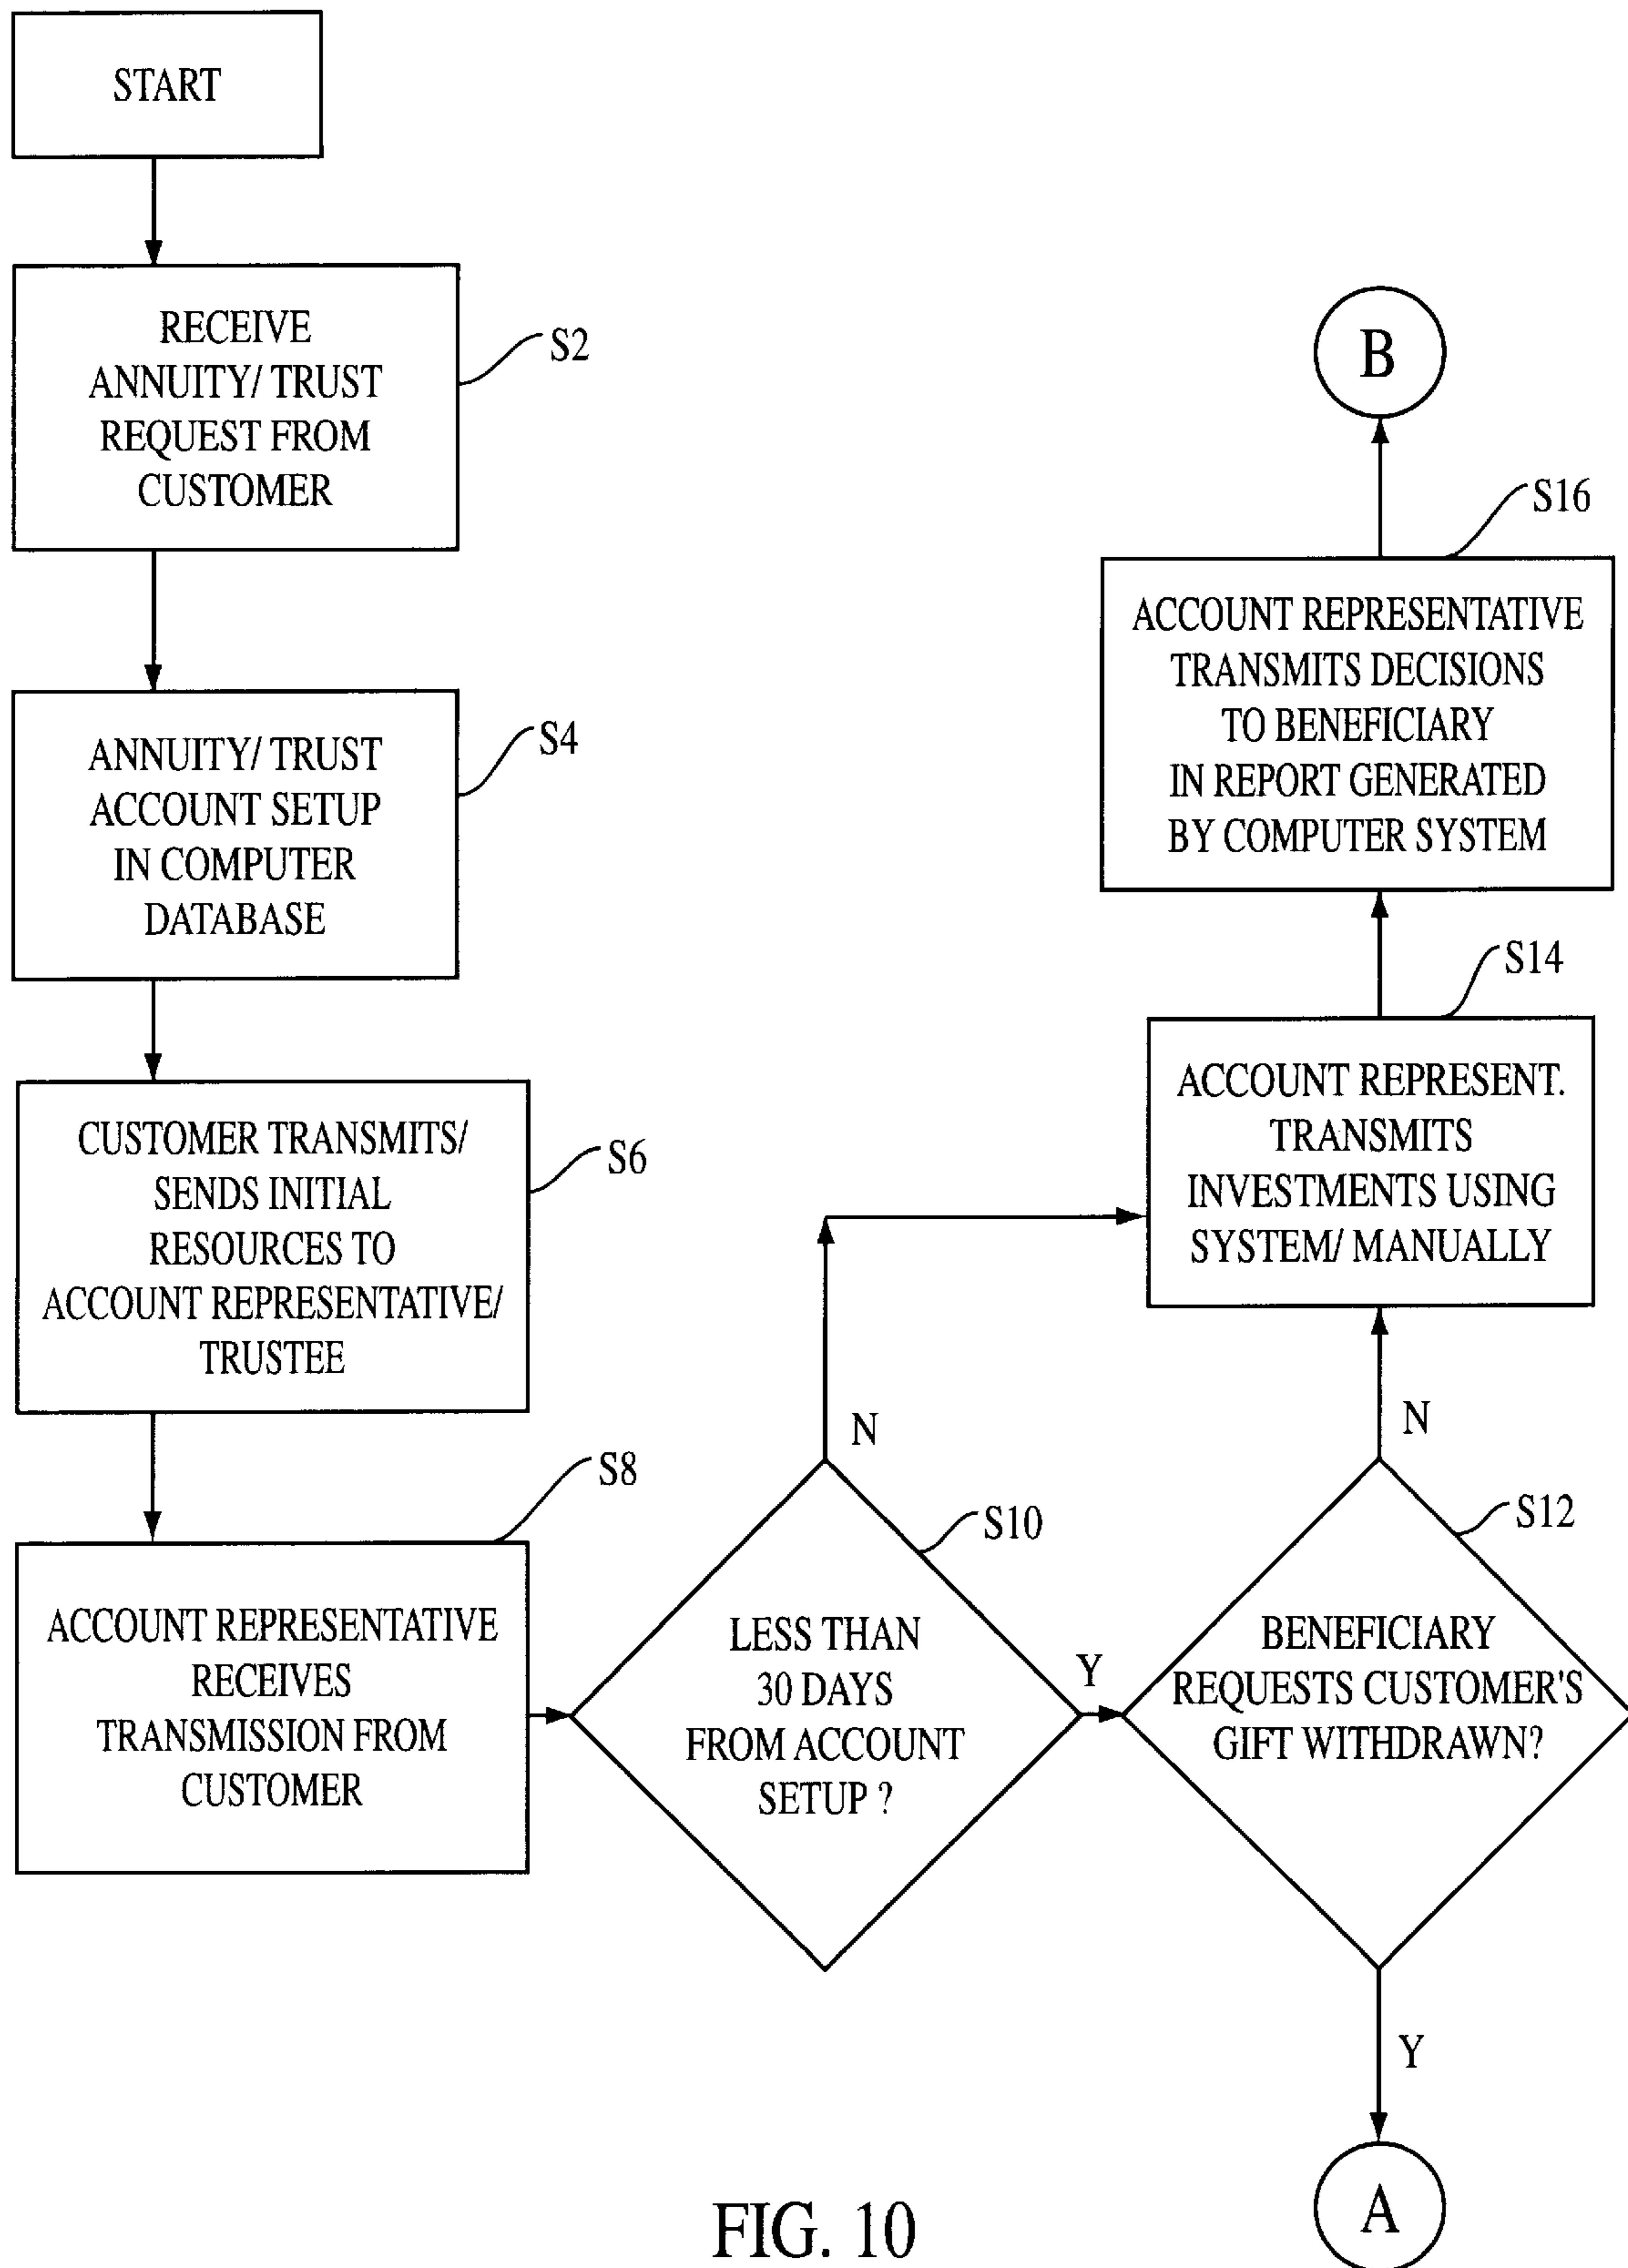 START
RECEIVE
ANNUITY/ TRUST
REQUEST FROM
CUSTOMER
S2
ANNUITY/ TRUST
ACCOUNT SETUP
IN COMPUTER
DATABASE
S4
CUSTOMER TRANSMITS/
SENDS INITIAL
RESOURCES TO
ACCOUNT REPRESENTATIVE/
TRUSTEE
S6
ACCOUNT REPRESENTATIVE
RECEIVES
TRANSMISSION FROM
CUSTOMER
S8
LESS THAN
30 DAYS
FROM ACCOUNT
SETUP ?
S10
N
Y
BENEFICIARY
REQUESTS CUSTOMER'S
GIFT WITHDRAWN?
S12
N
Y
A
ACCOUNT REPRESENT.
TRANSMITS
INVESTMENTS USING
SYSTEM/ MANUALLY
S14
ACCOUNT REPRESENTATIVE
TRANSMITS DECISIONS
TO BENEFICIARY
IN REPORT GENERATED
BY COMPUTER SYSTEM
S16
B
FIG. 10